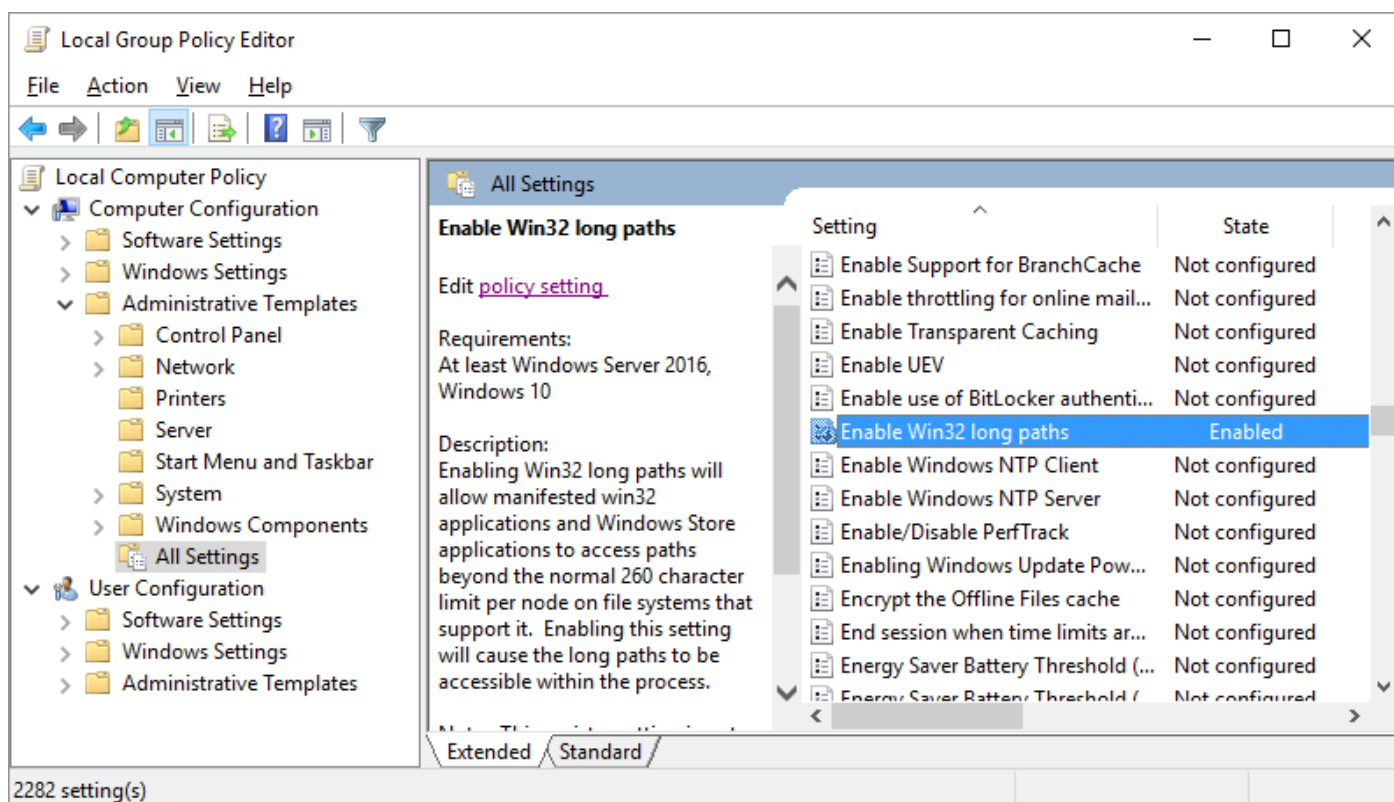 Local Group Policy Editor
File Action View Help
Local Computer Policy
Computer Configuration
Software Settings
Windows Settings
Administrative Templates
Control Panel
Network
Printers
Server
Start Menu and Taskbar
System
Windows Components
All Settings
User Configuration
Software Settings
Windows Settings
Administrative Templates
All Settings
Enable Win32 long paths
Edit policy setting
Requirements:
At least Windows Server 2016,
Windows 10
Description:
Enabling Win32 long paths will
allow manifested win32
applications and Windows Store
applications to access paths
beyond the normal 260 character
limit per node on file systems that
support it.  Enabling this setting
will cause the long paths to be
accessible within the process.
Setting State
Enable Support for BranchCache Not configured
Enable throttling for online mail... Not configured
Enable Transparent Caching Not configured
Enable UEV Not configured
Enable use of BitLocker authenti... Not configured
Enable Win32 long paths Enabled
Enable Windows NTP Client Not configured
Enable Windows NTP Server Not configured
Enable/Disable PerfTrack Not configured
Enabling Windows Update Pow... Not configured
Encrypt the Offline Files cache Not configured
End session when time limits ar... Not configured
Energy Saver Battery Threshold (... Not configured
Energy Saver Battery Threshold (... Not configured
Extended Standard
2282 setting(s)